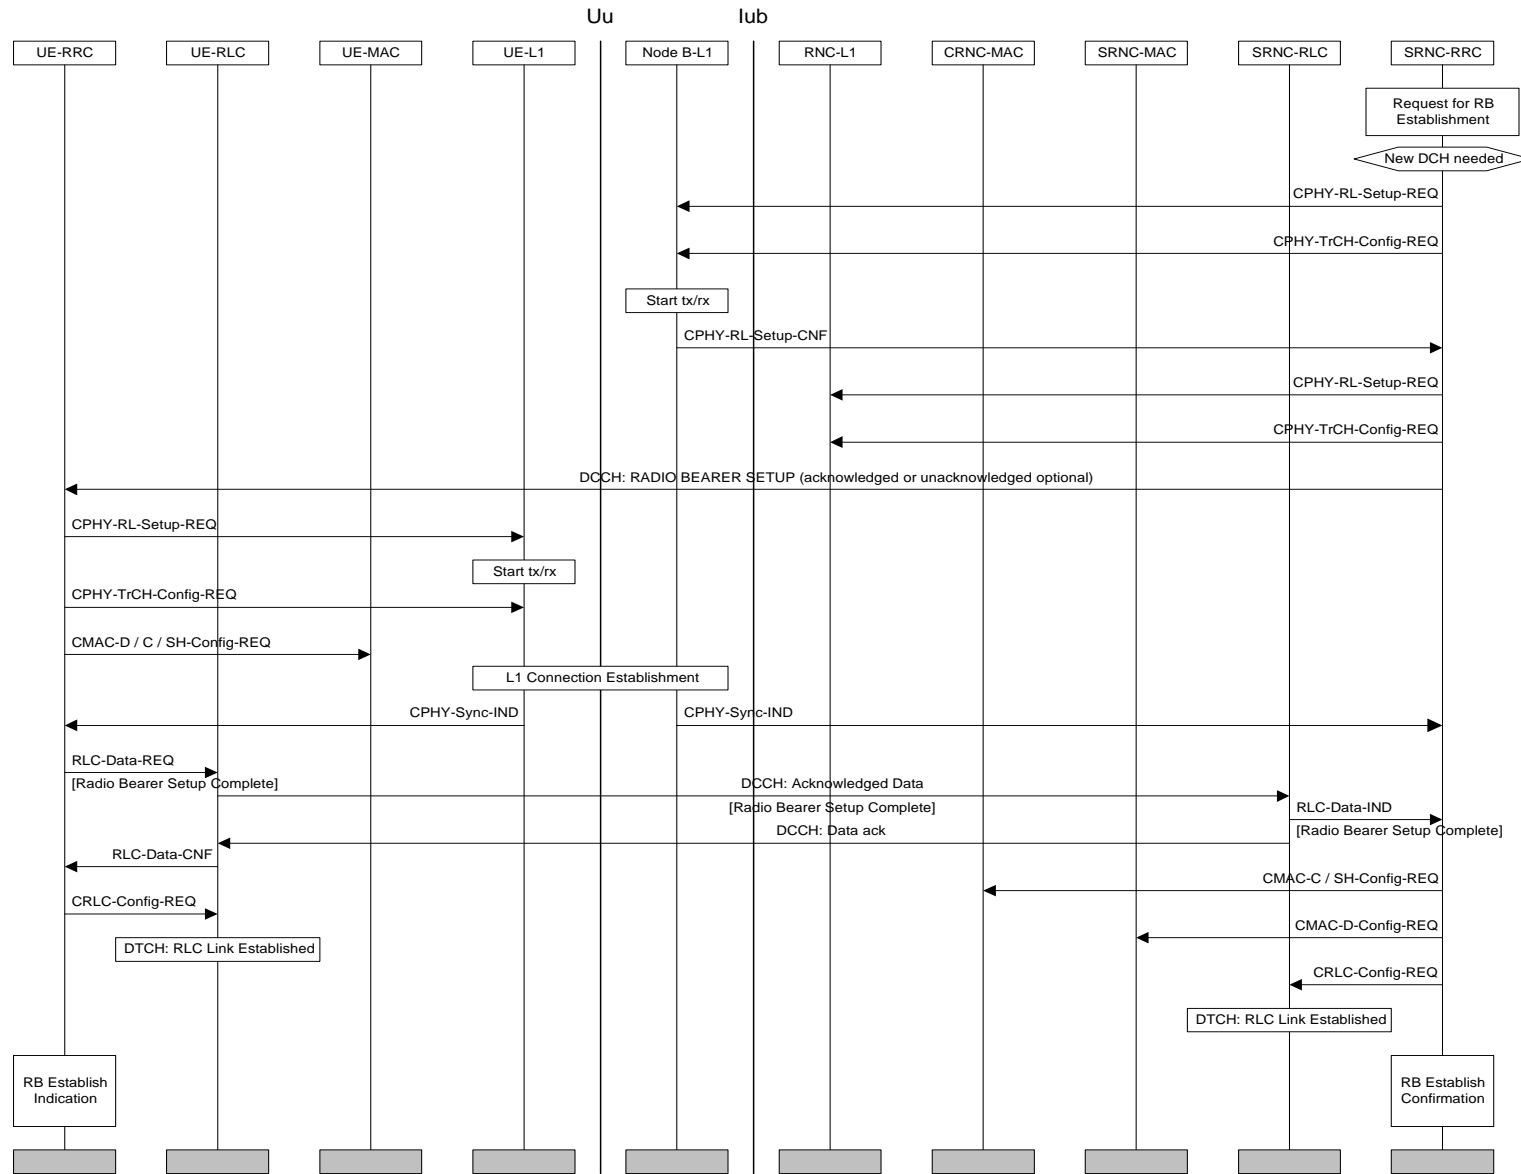 Uu Iub
UE-RRC UE-RLC UE-MAC UE-L1 Node B-L1 RNC-L1 CRNC-MAC SRNC-MAC SRNC-RLC SRNC-RRC
Request for RB
Establishment
New DCH needed
CPHY-RL-Setup-REQ
CPHY-TrCH-Config-REQ
Start tx/rx
CPHY-RL-Setup-CNF
CPHY-RL-Setup-REQ
CPHY-TrCH-Config-REQ
DCCH: RADIO BEARER SETUP (acknowledged or unacknowledged optional)
CPHY-RL-Setup-REQ
Start tx/rx
CPHY-TrCH-Config-REQ
CMAC-D / C / SH-Config-REQ
L1 Connection Establishment
CPHY-Sync-IND CPHY-Sync-IND
RLC-Data-REQ
[Radio Bearer Setup Complete] DCCH: Acknowledged Data
[Radio Bearer Setup Complete] RLC-Data-IND
DCCH: Data ack [Radio Bearer Setup Complete]
RLC-Data-CNF
CMAC-C / SH-Config-REQ
CRLC-Config-REQ
CMAC-D-Config-REQ
DTCH: RLC Link Established
CRLC-Config-REQ
DTCH: RLC Link Established
RB Establish
Indication
RB Establish
Confirmation